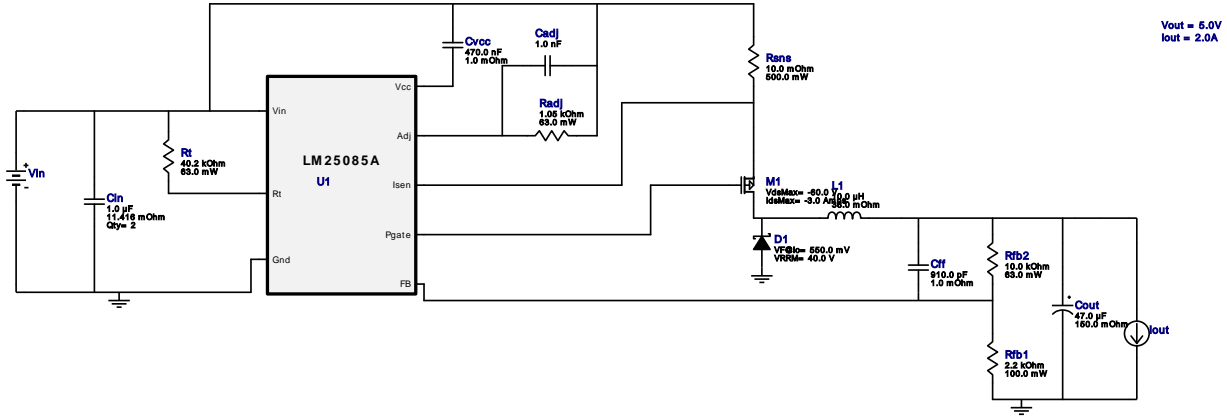 Vout = 5.0V
Iout = 2.0A
Cvcc
470.0 nF
1.0 mOhm
Cadj
1.0 nF
Rsns
10.0 mOhm
500.0 mW
Vcc
Radj
1.05 kOhm
63.0 mW
Vin
Adj
Rt
40.2 kOhm
63.0 mW
LM25085A
U1
Vin
Isen
M1
VdsMax= -60.0 V
IdsMax= -3.0 Amps
L1
10.0 µH
Rt
Cin
1.0 µF
11.416 mOhm
Qty= 2
Pgate
D1
VF@Io= 550.0 mV
VRRM= 40.0 V
Gnd
FB
Cff
910.0 pF
1.0 mOhm
Rfb2
10.0 kOhm
63.0 mW
Cout
47.0 µF
150.0 mOhm
Iout
Rfb1
2.2 kOhm
100.0 mW